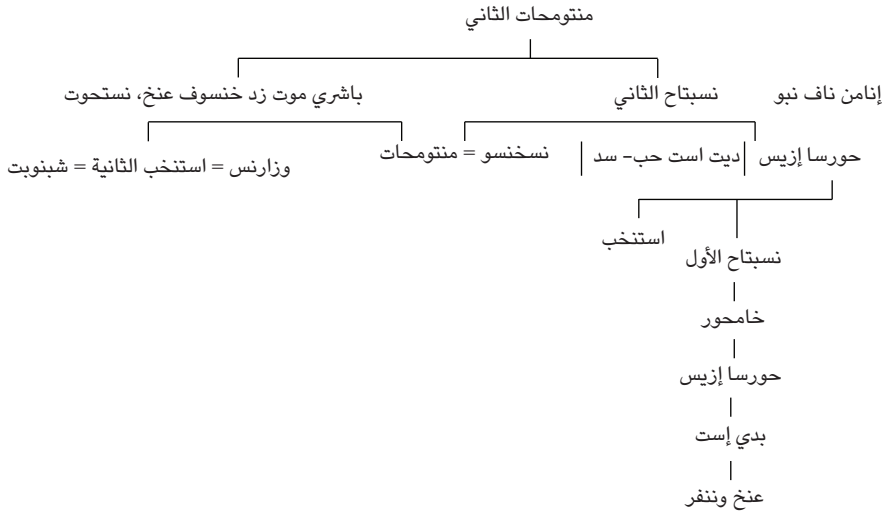 منتومحات الثاني
إنامن ناف نبو نسبتاح الثاني باشري موت زد خنسوف عنخ، نستحوت
حورسا إزيس ديت است حب– سد نسخنسو = منتومحات وزارنس = استنخب الثانية = شبنوبت
استنخب
نسبتاح الأول
خامحور
حورسا إزيس
بدي إست
عنخ وننفر